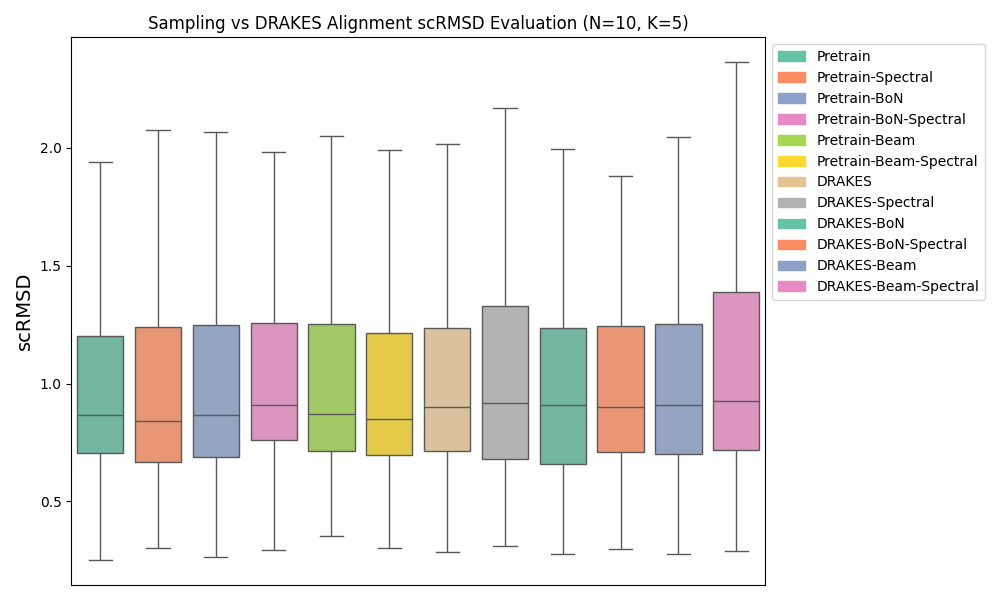 Sampling vs DRAKES Alignment scRMSD Evaluation (N=10, K=5)
scRMSD
2.0
1.5
1.0
0.5
Pretrain
Pretrain-Spectral
Pretrain-BoN
Pretrain-BoN-Spectral
Pretrain-Beam
Pretrain-Beam-Spectral
DRAKES
DRAKES-Spectral
DRAKES-BoN
DRAKES-BoN-Spectral
DRAKES-Beam
DRAKES-Beam-Spectral